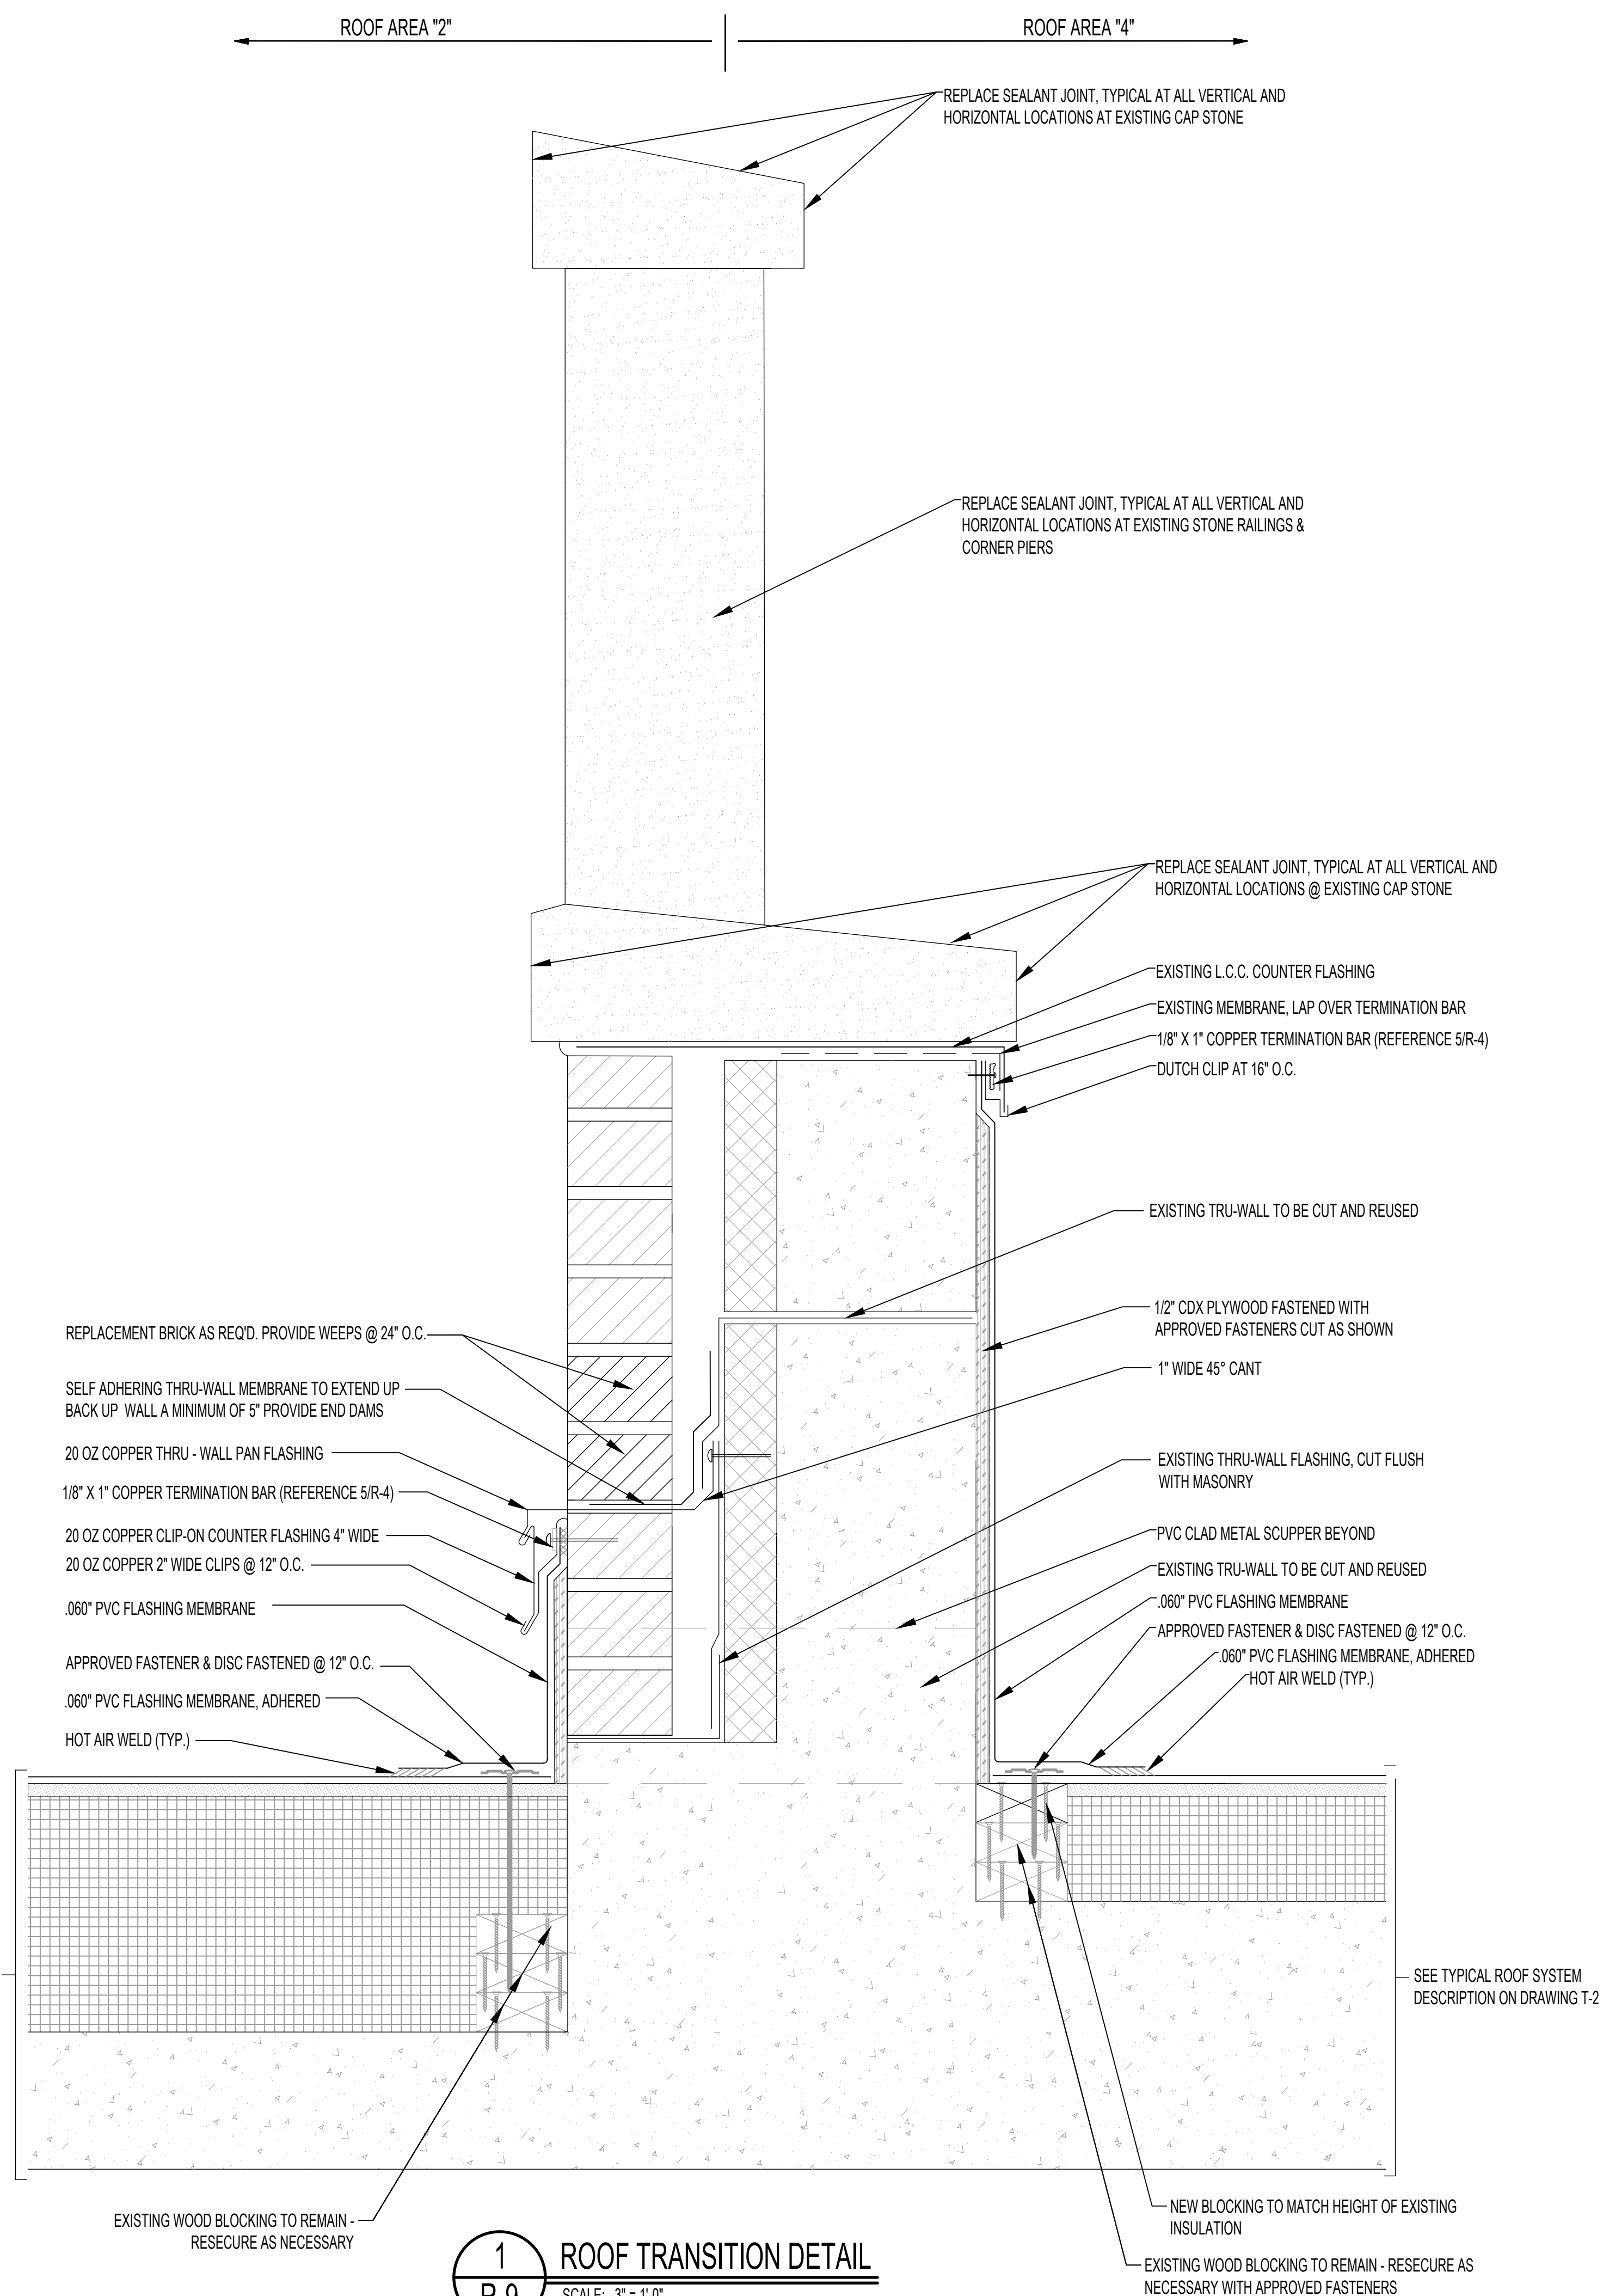 ROOF AREA "2"
ROOF AREA "4"
REPLACE SEALANT JOINT, TYPICAL AT ALL VERTICAL AND
HORIZONTAL LOCATIONS AT EXISTING CAP STONE
REPLACE SEALANT JOINT, TYPICAL AT ALL VERTICAL AND
HORIZONTAL LOCATIONS AT EXISTING STONE RAILINGS &
CORNER PIERS
REPLACE SEALANT JOINT, TYPICAL AT ALL VERTICAL AND
HORIZONTAL LOCATIONS @ EXISTING CAP STONE
EXISTING L.C.C. COUNTER FLASHING
EXISTING MEMBRANE, LAP OVER TERMINATION BAR
1/8" X 1" COPPER TERMINATION BAR (REFERENCE 5/R-4)
DUTCH CLIP AT 16" O.C.
EXISTING TRU-WALL TO BE CUT AND REUSED
1/2" CDX PLYWOOD FASTENED WITH
APPROVED FASTENERS CUT AS SHOWN
1" WIDE 45° CANT
EXISTING THRU-WALL FLASHING, CUT FLUSH
WITH MASONRY
PVC CLAD METAL SCUPPER BEYOND
EXISTING TRU-WALL TO BE CUT AND REUSED
.060" PVC FLASHING MEMBRANE
APPROVED FASTENER & DISC FASTENED @ 12" O.C.
.060" PVC FLASHING MEMBRANE, ADHERED
HOT AIR WELD (TYP.)
REPLACEMENT BRICK AS REQ'D. PROVIDE WEEPS @ 24" O.C.
SELF ADHERING THRU-WALL MEMBRANE TO EXTEND UP
BACK UP WALL A MINIMUM OF 5" PROVIDE END DAMS
20 OZ COPPER THRU - WALL PAN FLASHING
1/8" X 1" COPPER TERMINATION BAR (REFERENCE 5/R-4)
20 OZ COPPER CLIP-ON COUNTER FLASHING 4" WIDE
20 OZ COPPER 2" WIDE CLIPS @ 12" O.C.
.060" PVC FLASHING MEMBRANE
APPROVED FASTENER & DISC FASTENED @ 12" O.C.
.060" PVC FLASHING MEMBRANE, ADHERED
HOT AIR WELD (TYP.)
SEE TYPICAL ROOF SYSTEM
DESCRIPTION ON DRAWING T-2
EXISTING WOOD BLOCKING TO REMAIN -
RESECURE AS NECESSARY
NEW BLOCKING TO MATCH HEIGHT OF EXISTING
INSULATION
EXISTING WOOD BLOCKING TO REMAIN - RESECURE AS
NECESSARY WITH APPROVED FASTENERS
1
R-9
ROOF TRANSITION DETAIL
SCALE: 3" = 1'-0"